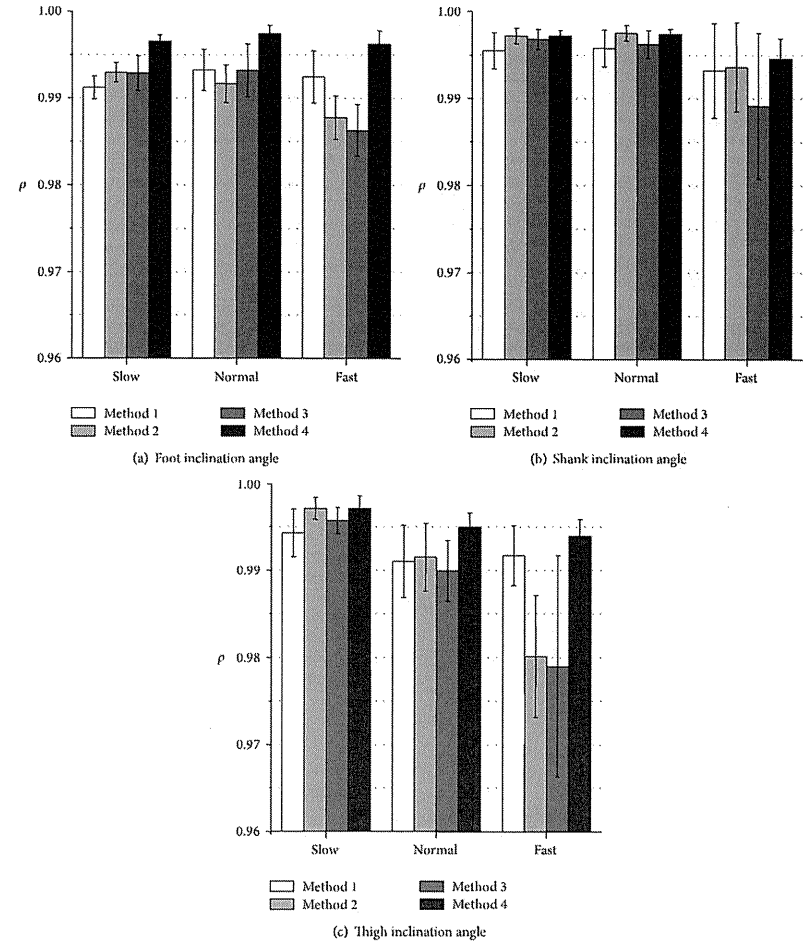 1.00
0.99
0.98
ρ
0.97
0.96
Slow Normal Fast
Method 1 Method 3
Method 2 Method 4
(a) Foot inclination angle
1.00
0.99
0.98
ρ
0.97
0.96
Slow Normal Fast
Method 1 Method 3
Method 2 Method 4
(b) Shank inclination angle
1.00
0.99
ρ 0.98
0.97
0.96
Slow Normal Fast
Method 1 Method 3
Method 2 Method 4
(c) Thigh inclination angle